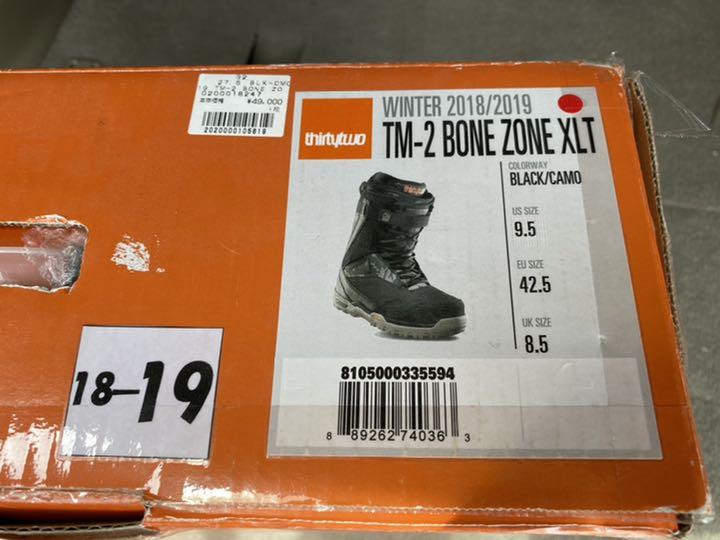 32
27.5 BLK-CMO
19 TM-2 BONE ZO
0200018247
¥49,000
2020000105819
thirtytwo
WINTER 2018/2019
TM-2 BONE ZONE XLT
COLORWAY
BLACK/CAMO
US SIZE
9.5
EU SIZE
42.5
UK SIZE
8.5
8105000335594
8 89262 74036 3
18-19